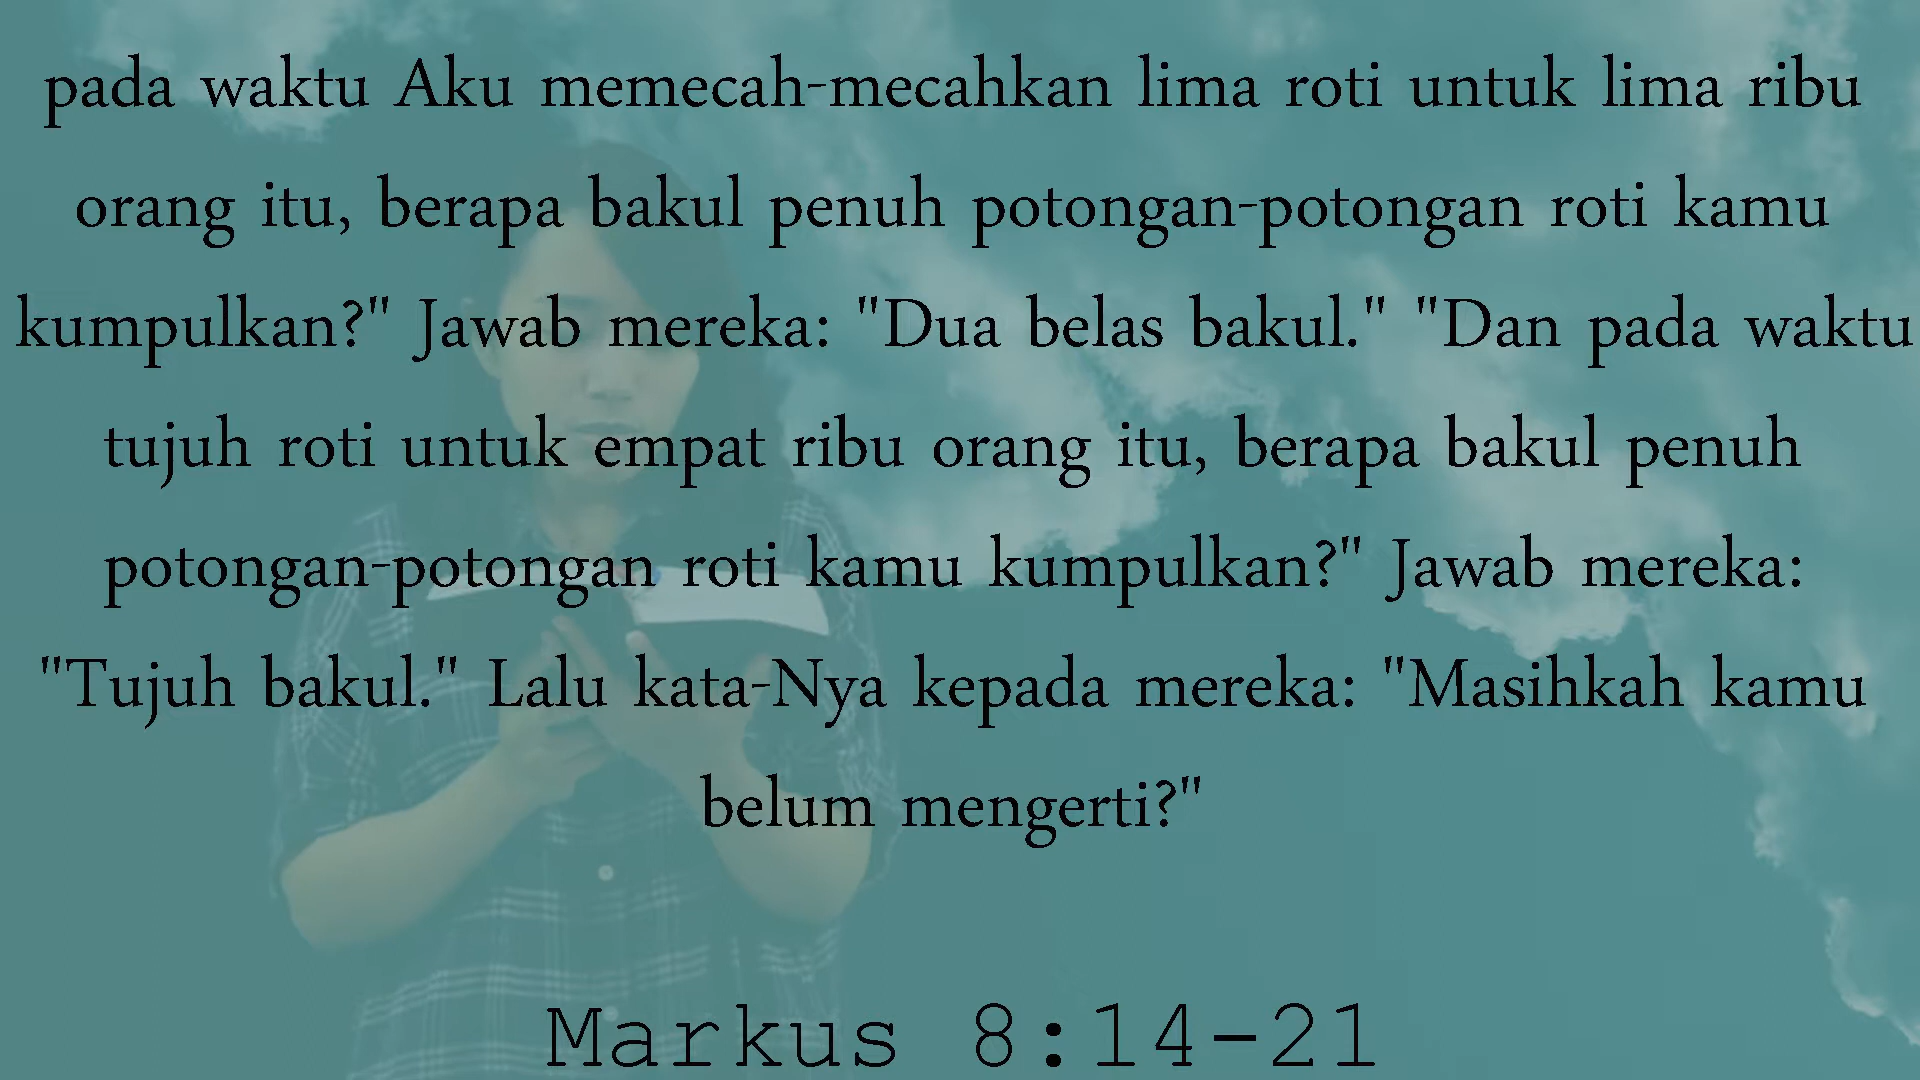 pada waktu Aku memecah-mecahkan lima roti untuk lima ribu
orang itu, berapa bakul penuh potongan-potongan roti kamu
kumpulkan?" Jawab mereka: "Dua belas bakul." "Dan pada waktu
tujuh roti untuk empat ribu orang itu, berapa bakul penuh
potongan-potongan roti kamu kumpulkan?" Jawab mereka:
"Tujuh bakul." Lalu kata-Nya kepada mereka: "Masihkah kamu
belum mengerti?"
Markus 8:14-21